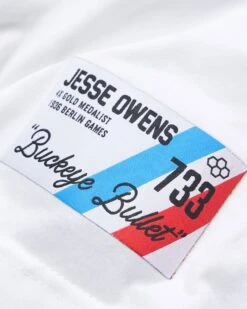 JESSE OWENS
4X GOLD MEDALIST
1936 BERLIN GAMES
733
"Buckeye Bullet"